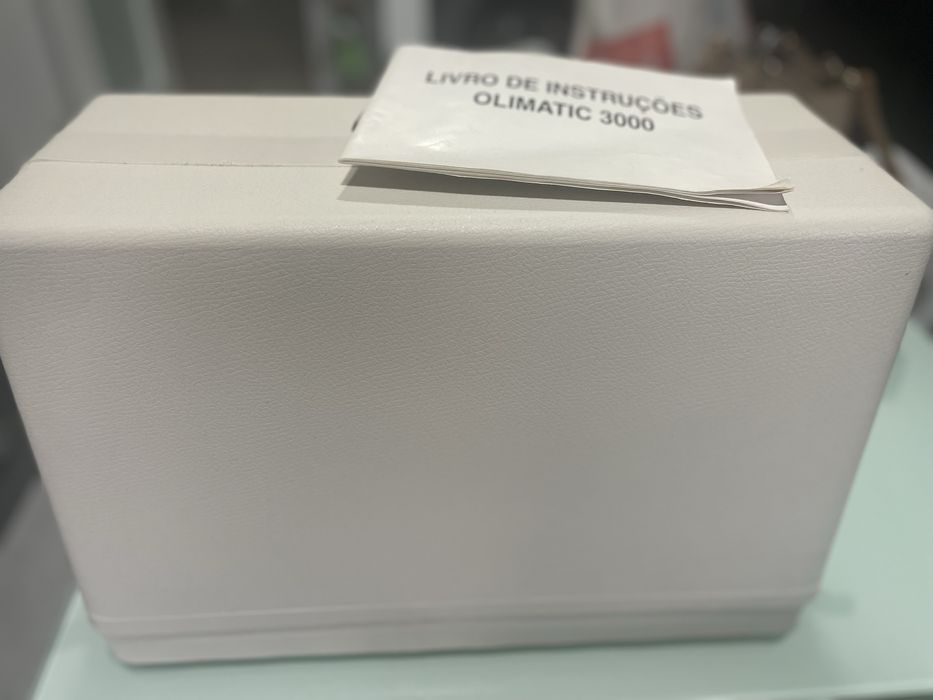 LIVRO DE INSTRUÇÕES
OLIMATIC 3000